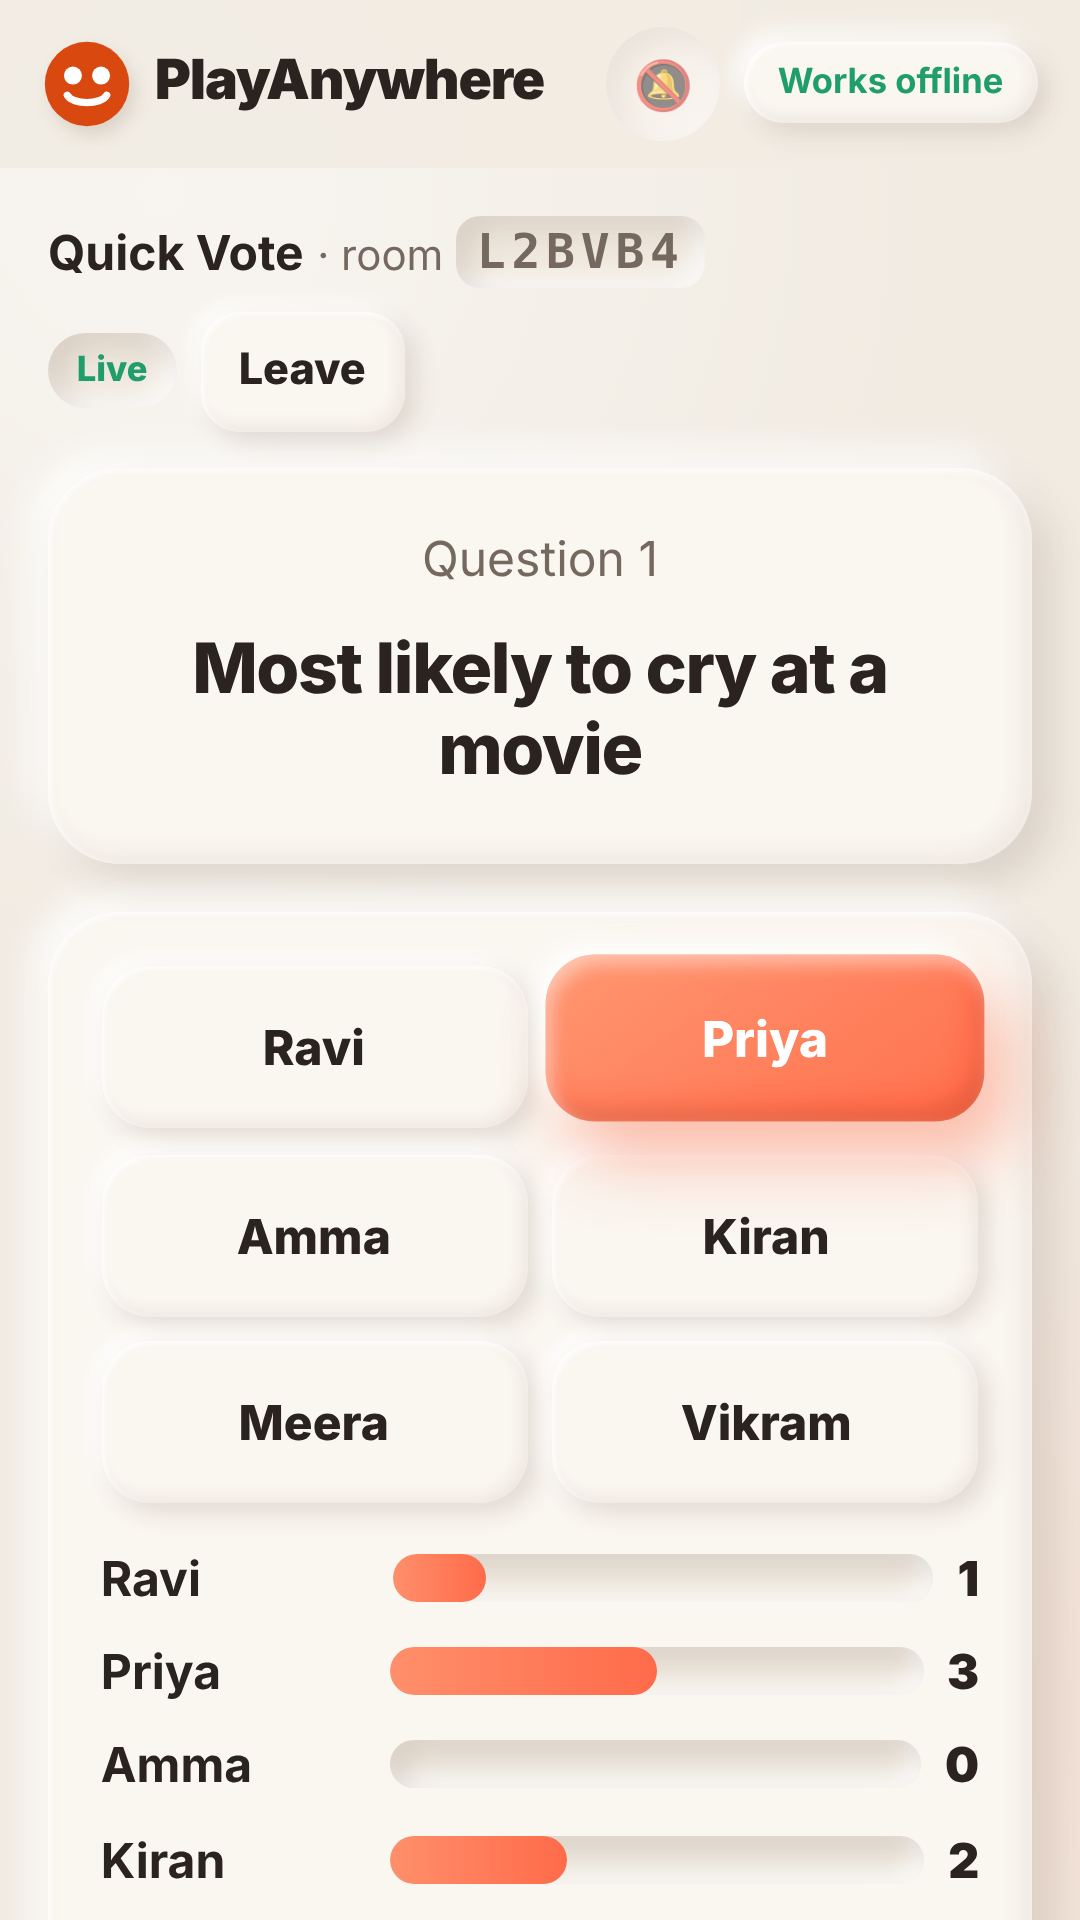 PlayAnywhere
Works offline
Quick Vote · room L2BVB4
Live
Leave
Question 1
Most likely to cry at a
movie
Ravi
Priya
Amma
Kiran
Meera
Vikram
Ravi 1
Priya 3
Amma 0
Kiran 2